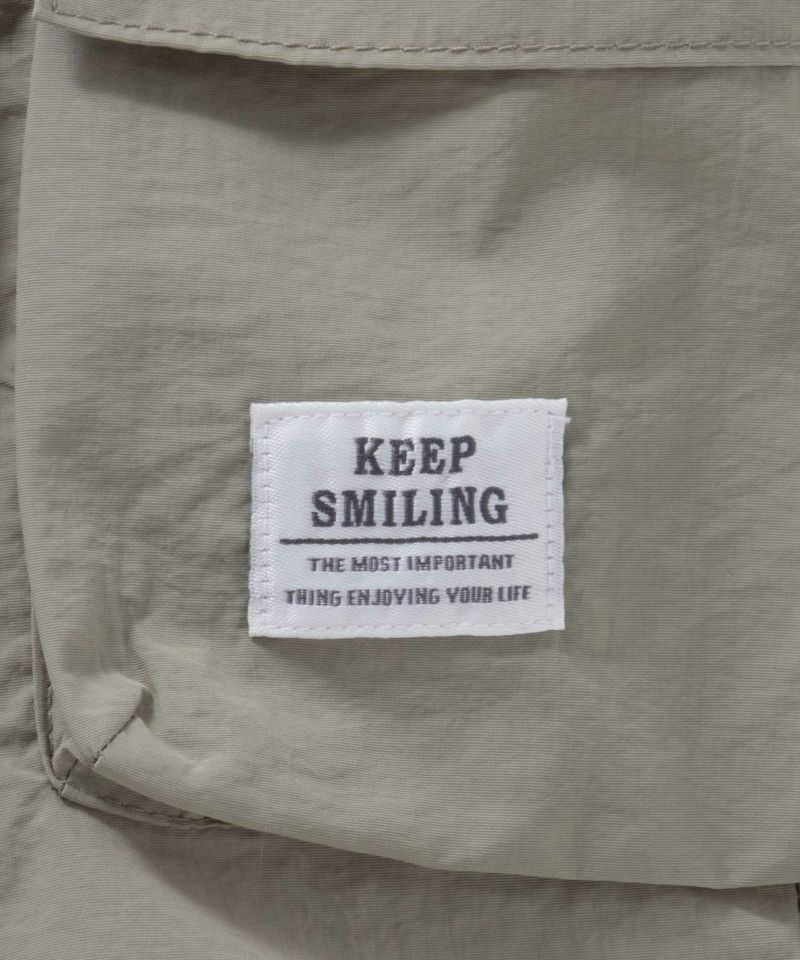 KEEP
SMILING
THE MOST IMPORTANT
THING ENJOYING YOUR LIFE